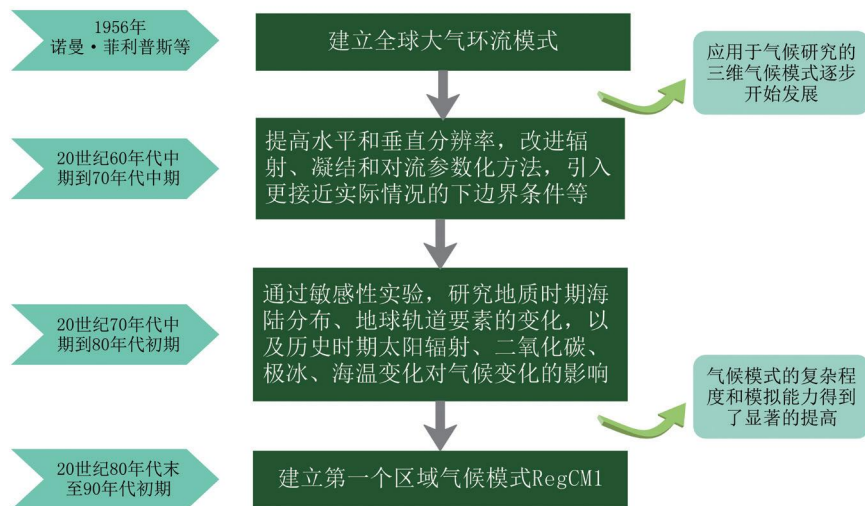 1956年
诺曼·菲利普斯等
建立全球大气环流模式
应用于气候研究的
三维气候模式逐步
开始发展
20世纪60年代中
期到70年代中期
提高水平和垂直分辨率，改进辐
射、凝结和对流参数化方法，引入
更接近实际情况的下边界条件等
20世纪70年代中
期到80年代初期
通过敏感性实验，研究地质时期海
陆分布、地球轨道要素的变化，以
及历史时期太阳辐射、二氧化碳、
极冰、海温变化对气候变化的影响
气候模式的复杂程
度和模拟能力得到
了显著的提高
20世纪80年代末
至90年代初期
建立第一个区域气候模式RegCM1